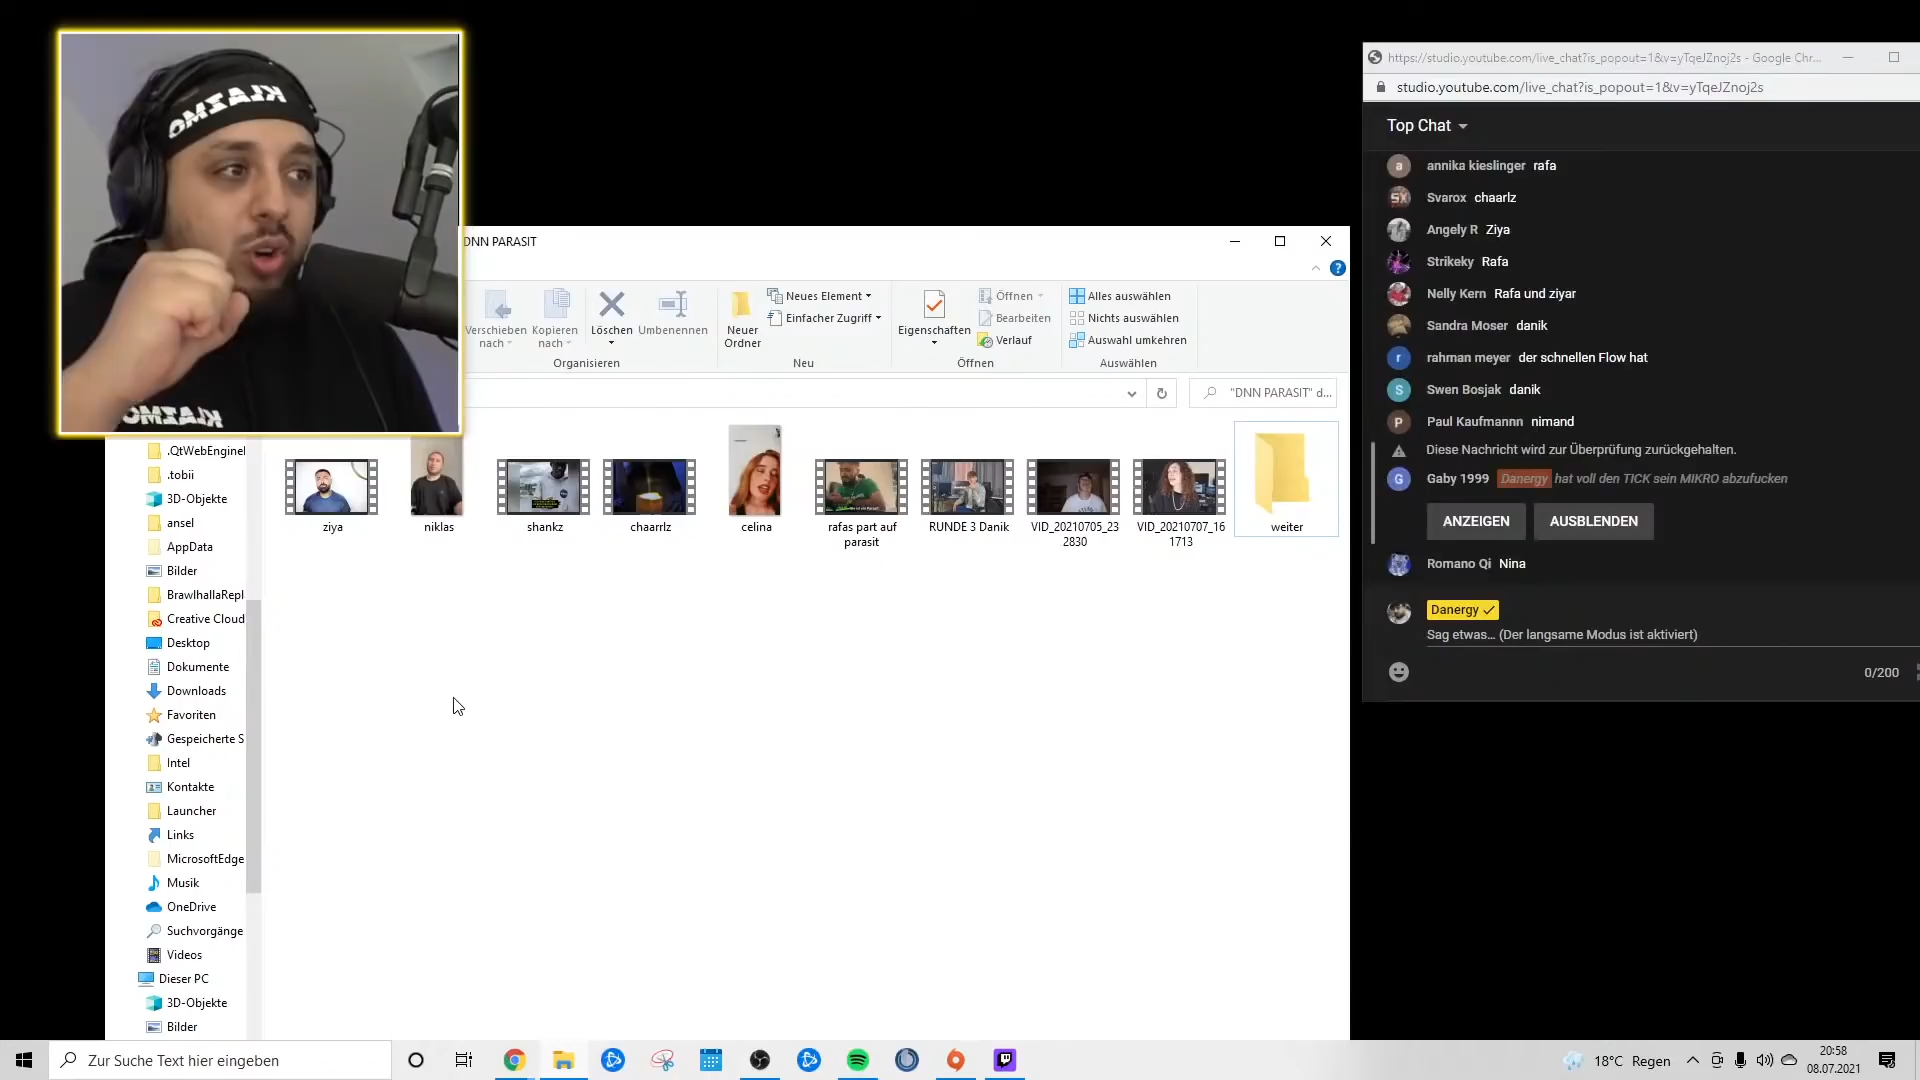 KLAZMO
KLAZMO
https://studio.youtube.com/live_chat?is_popout=1&v=yTqeJZnoj2s - Google Chr...
studio.youtube.com/live_chat?is_popout=1&v=yTqeJZnoj2s
Top Chat
annika kieslinger rafa
Svarox chaarlz
Angely R Ziya
Strikeky Rafa
Nelly Kern Rafa und ziyar
Sandra Moser danik
rahman meyer der schnellen Flow hat
Swen Bosjak danik
Paul Kaufmannn nimand
Diese Nachricht wird zur Überprüfung zurückgehalten.
Gaby 1999 Danergy hat voll den TICK sein MIKRO abzufucken
ANZEIGEN AUSBLENDEN
Romano Qi Nina
Danergy
Sag etwas... (Der langsame Modus ist aktiviert)
0/200
DNN PARASIT
Verschieben nach
Kopieren nach
Löschen
Umbenennen
Organisieren
Neuer Ordner
Neues Element
Einfacher Zugriff
Neu
Eigenschaften
Öffnen
Bearbeiten
Verlauf
Öffnen
Alles auswählen
Nichts auswählen
Auswahl umkehren
Auswählen
"DNN PARASIT" d...
.QtWebEngineI
.tobii
3D-Objekte
ansel
AppData
Bilder
BrawlhallaRepl
Creative Cloud
Desktop
Dokumente
Downloads
Favoriten
Gespeicherte S
Intel
Kontakte
Launcher
Links
MicrosoftEdge
Musik
OneDrive
Suchvorgänge
Videos
Dieser PC
3D-Objekte
Bilder
ziya
niklas
shankz
chaarrlz
celina
rafas part auf
parasit
RUNDE 3 Danik
VID_20210705_23
2830
VID_20210707_16
1713
weiter
Zur Suche Text hier eingeben
18°C Regen
20:58
08.07.2021